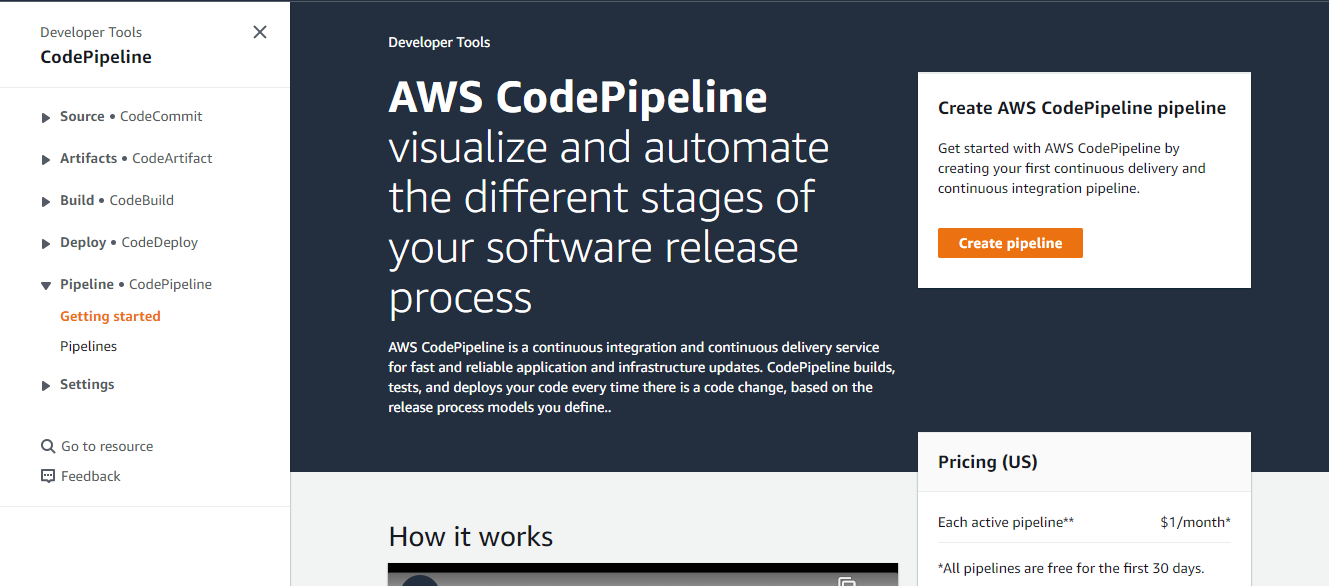 Developer Tools
CodePipeline
Source • CodeCommit
Artifacts • CodeArtifact
Build • CodeBuild
Deploy • CodeDeploy
Pipeline • CodePipeline
Getting started
Pipelines
Settings
Go to resource
Feedback
Developer Tools
AWS CodePipeline
visualize and automate
the different stages of
your software release
process
AWS CodePipeline is a continuous integration and continuous delivery service
for fast and reliable application and infrastructure updates. CodePipeline builds,
tests, and deploys your code every time there is a code change, based on the
release process models you define..
Create AWS CodePipeline pipeline
Get started with AWS CodePipeline by
creating your first continuous delivery and
continuous integration pipeline.
Create pipeline
Pricing (US)
Each active pipeline** $1/month*
*All pipelines are free for the first 30 days.
How it works